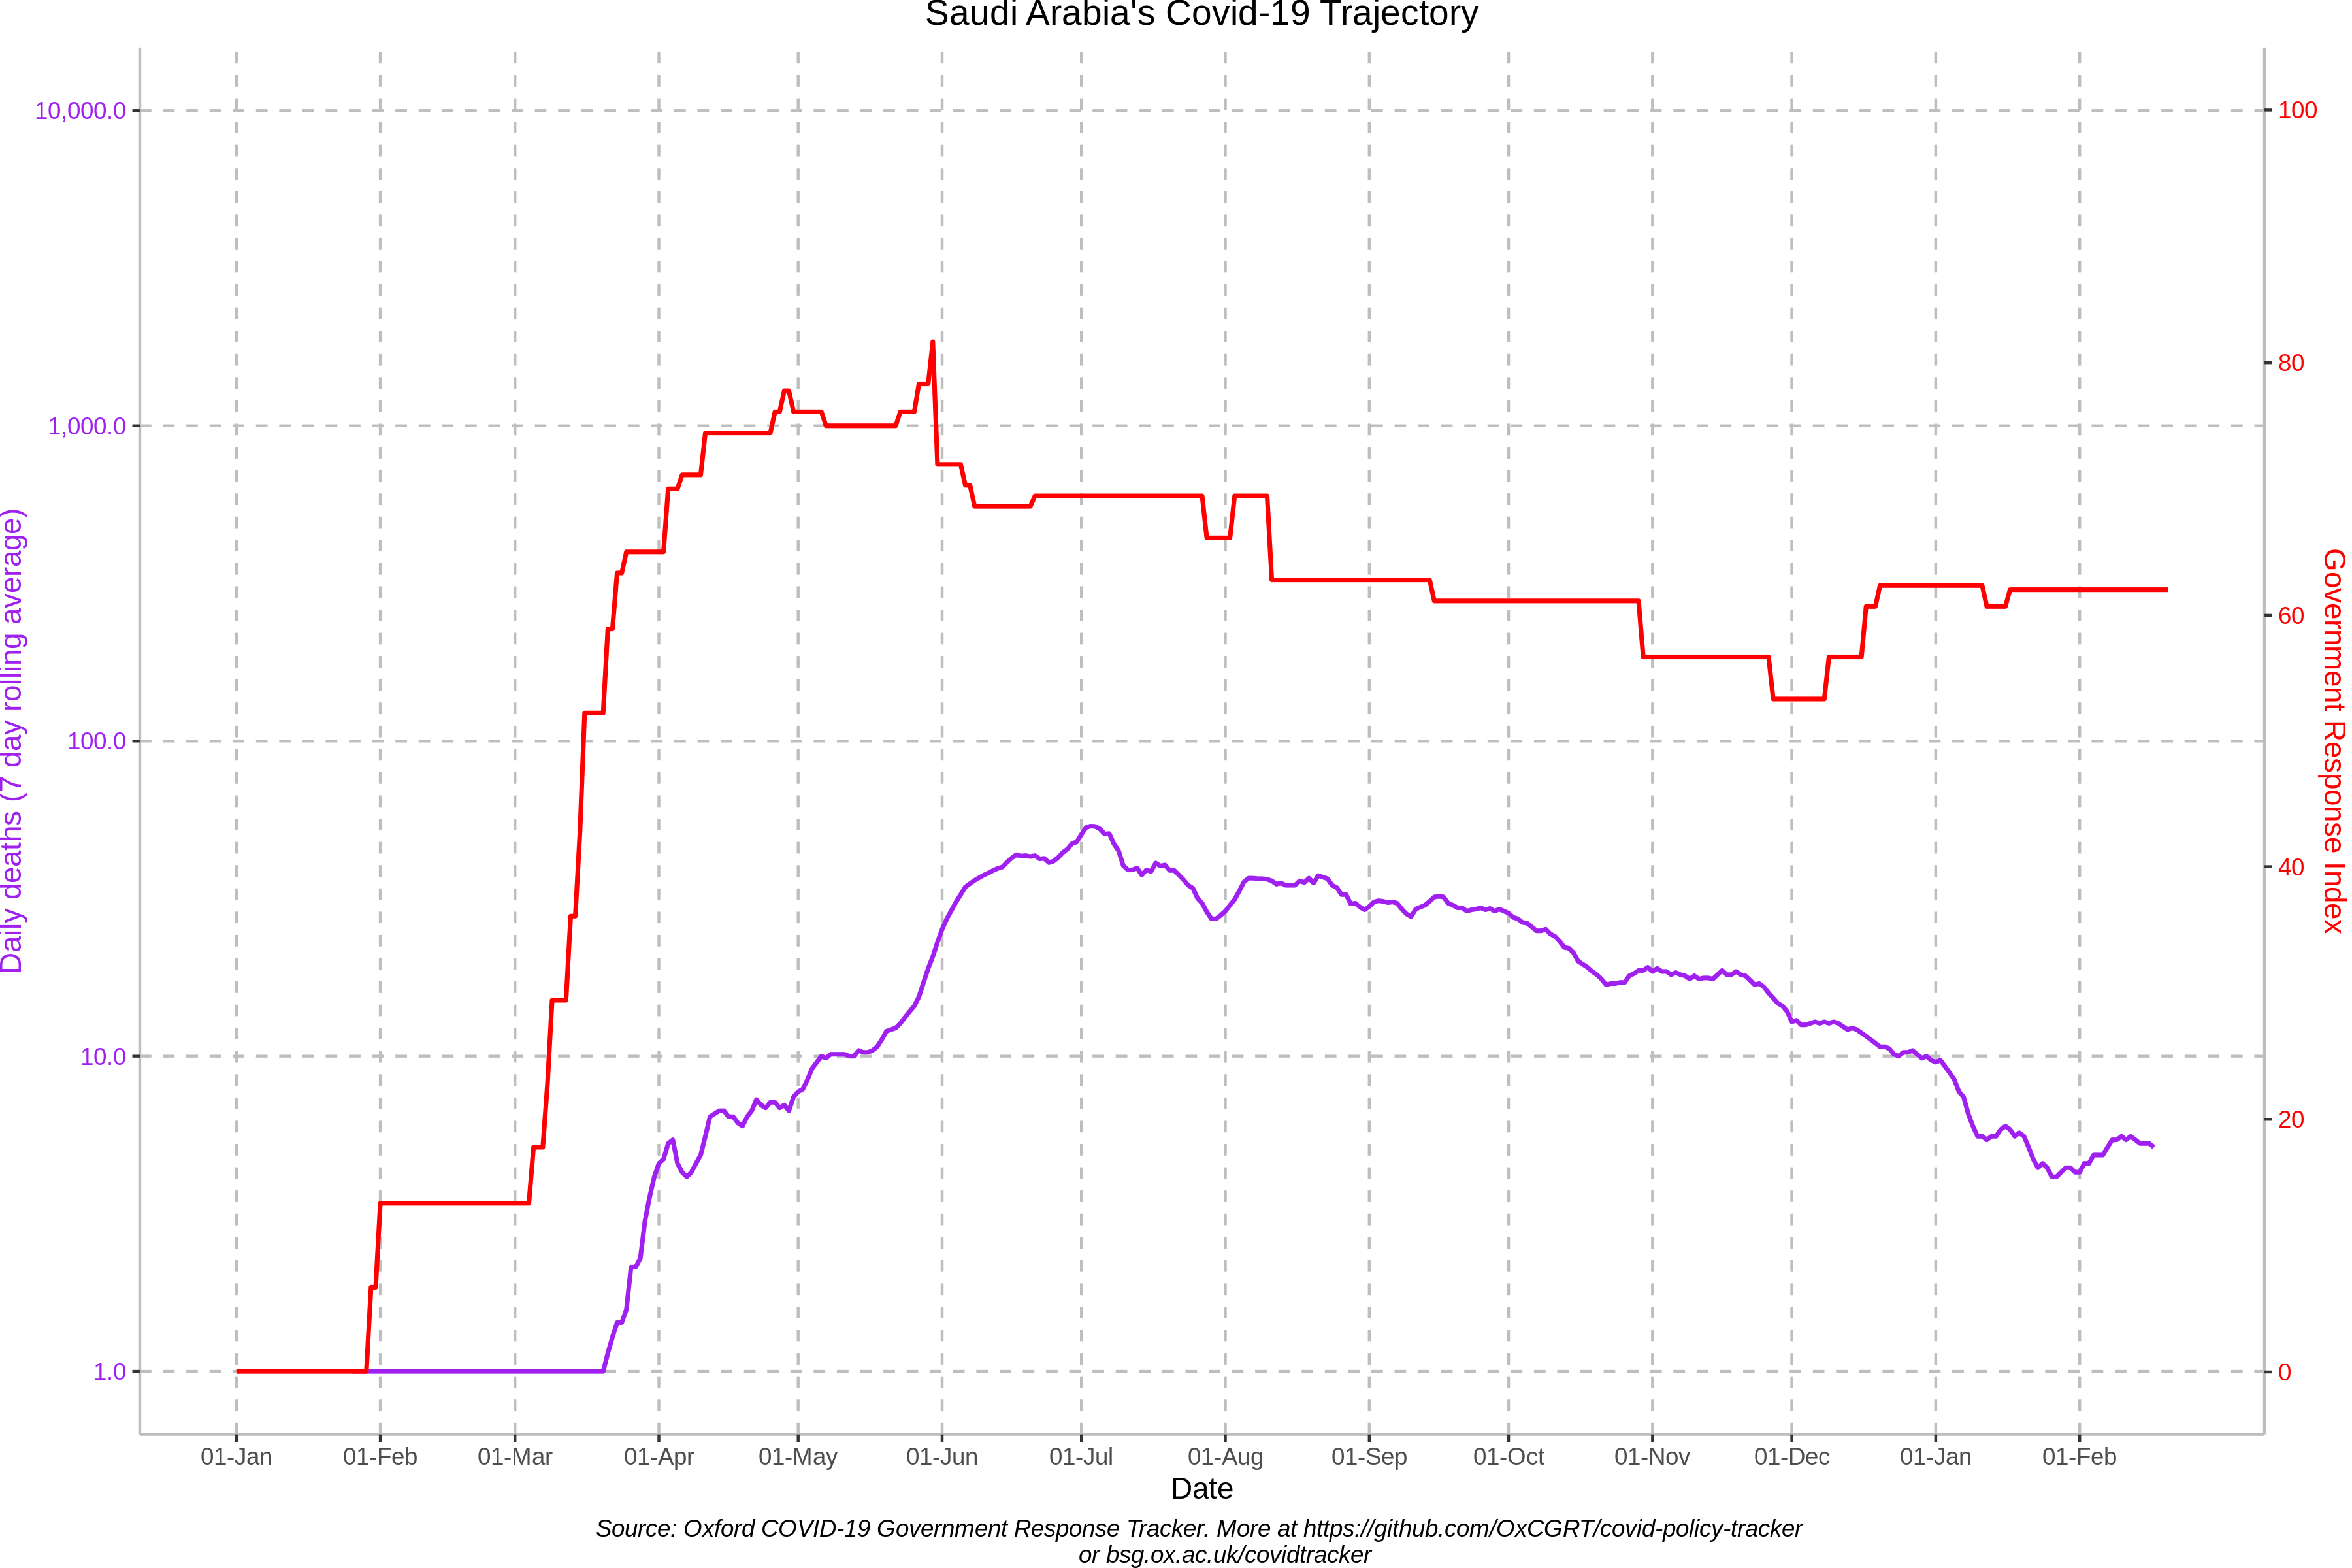 Saudi Arabia's Covid-19 Trajectory
10,000.0
1,000.0
100.0
10.0
1.0
Daily deaths (7 day rolling average)
100
80
60
40
20
0
Government Response Index
01-Jan 01-Feb 01-Mar 01-Apr 01-May 01-Jun 01-Jul 01-Aug 01-Sep 01-Oct 01-Nov 01-Dec 01-Jan 01-Feb
Date
Source: Oxford COVID-19 Government Response Tracker. More at https://github.com/OxCGRT/covid-policy-tracker
or bsg.ox.ac.uk/covidtracker